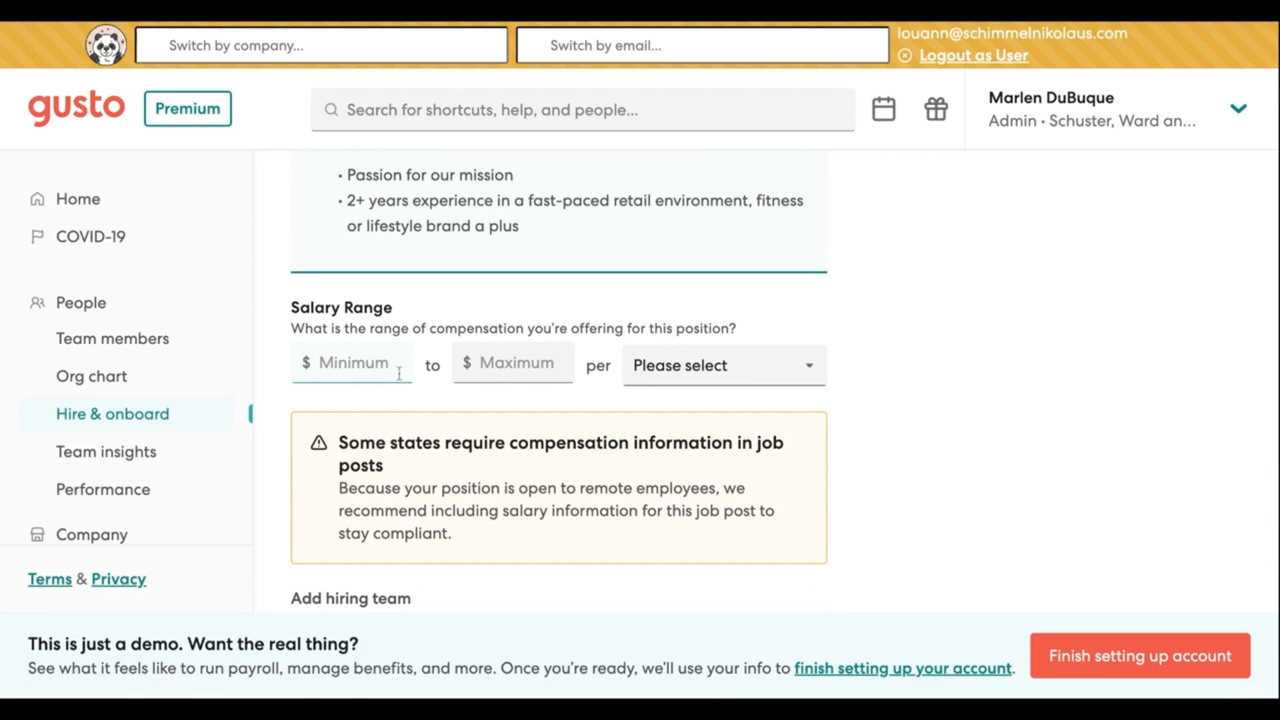 Switch by company...
Switch by email...
louann@schimmelnikolaus.com
Logout as User
gusto
Premium
Search for shortcuts, help, and people...
Marlen DuBuque
Admin • Schuster, Ward an...
Home
COVID-19
People
Team members
Org chart
Hire & onboard
Team insights
Performance
Company
Terms & Privacy
• Passion for our mission
• 2+ years experience in a fast-paced retail environment, fitness
or lifestyle brand a plus
Salary Range
What is the range of compensation you're offering for this position?
$ Minimum to $ Maximum per Please select
Some states require compensation information in job
posts
Because your position is open to remote employees, we
recommend including salary information for this job post to
stay compliant.
Add hiring team
This is just a demo. Want the real thing?
See what it feels like to run payroll, manage benefits, and more. Once you're ready, we'll use your info to finish setting up your account.
Finish setting up account